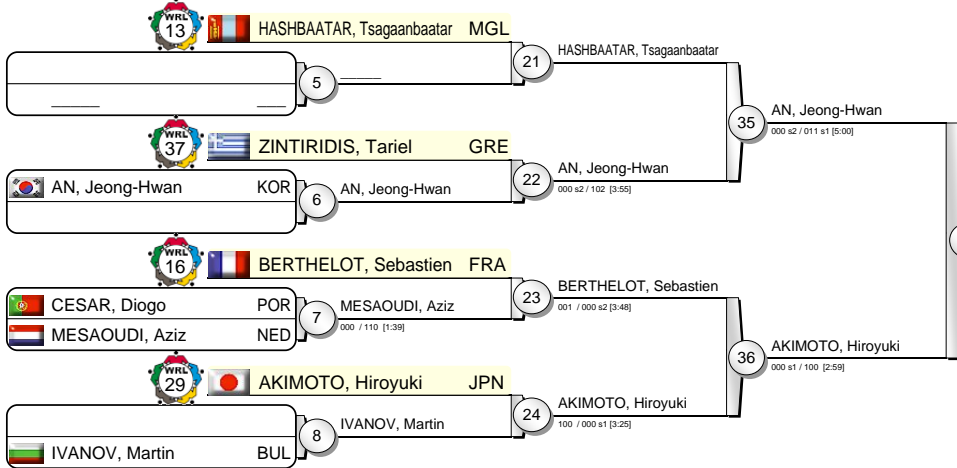 WRL
13
HASHBAATAR, Tsagaanbaatar MGL
21
HASHBAATAR, Tsagaanbaatar
5
_____
_____ ___
35
AN, Jeong-Hwan
000 s2 / 011 s1 [5:00]
WRL
37
ZINTIRIDIS, Tariel GRE
22
AN, Jeong-Hwan
000 s2 / 102 [3:55]
AN, Jeong-Hwan KOR
6
AN, Jeong-Hwan
WRL
16
BERTHELOT, Sebastien FRA
23
BERTHELOT, Sebastien
001 / 000 s2 [3:48]
CESAR, Diogo POR
7
MESAOUDI, Aziz
000 / 110 [1:39]
MESAOUDI, Aziz NED
36
AKIMOTO, Hiroyuki
000 s1 / 100 [2:59]
WRL
29
AKIMOTO, Hiroyuki JPN
24
AKIMOTO, Hiroyuki
100 / 000 s1 [3:25]
8
IVANOV, Martin
IVANOV, Martin BUL